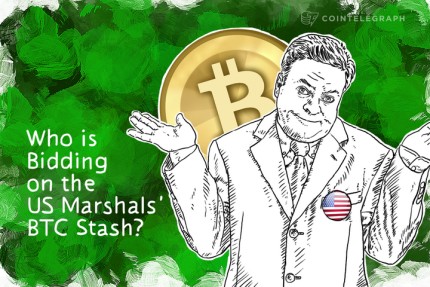 COINTELEGRAPH
Who is
Bidding
on the
US Marshals'
BTC Stash?